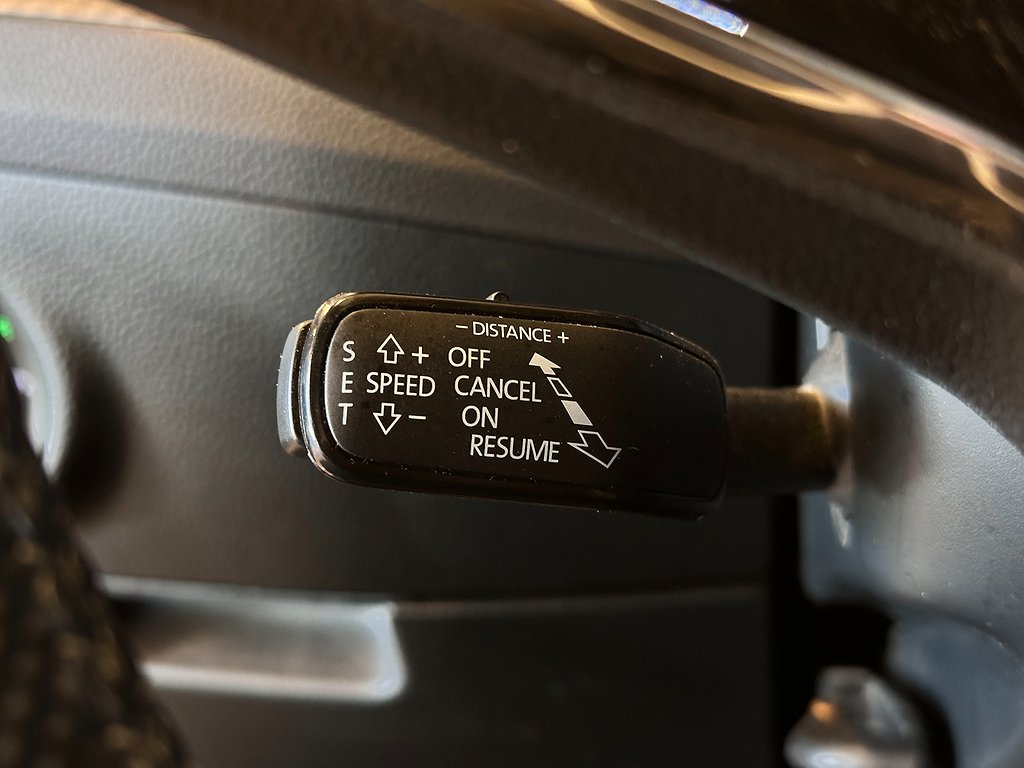 - DISTANCE +
S + OFF
E SPEED CANCEL
T - ON
RESUME